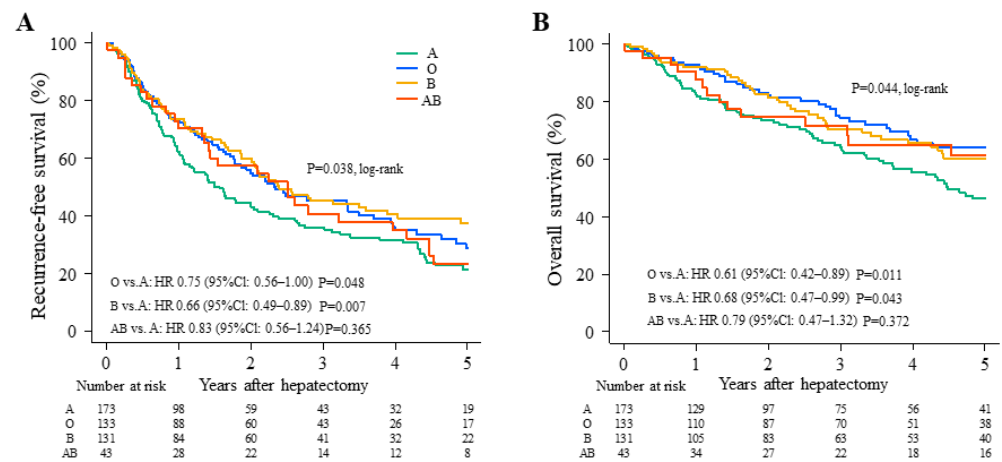 A
Recurrence-free survival (%)
100
80
60
40
20
0
A
O
B
AB
P=0.038, log-rank
O vs.A: HR 0.75 (95%CI: 0.56–1.00) P=0.048
B vs.A: HR 0.66 (95%CI: 0.49–0.89) P=0.007
AB vs. A: HR 0.83 (95%CI: 0.56–1.24)P=0.365
0 1 2 3 4 5
Number at risk Years after hepatectomy
A 173 98 59 43 32 19
O 133 88 60 43 26 17
B 131 84 60 41 32 22
AB 43 28 22 14 12 8
B
Overall survival (%)
100
80
60
40
20
0
P=0.044, log-rank
O vs.A: HR 0.61 (95%CI: 0.42–0.89) P=0.011
B vs.A: HR 0.68 (95%CI: 0.47–0.99) P=0.043
AB vs.A: HR 0.79 (95%CI: 0.47–1.32) P=0.372
0 1 2 3 4 5
Number at risk Years after hepatectomy
A 173 129 97 75 56 41
O 133 110 87 70 51 38
B 131 105 83 63 53 40
AB 43 34 27 22 18 16